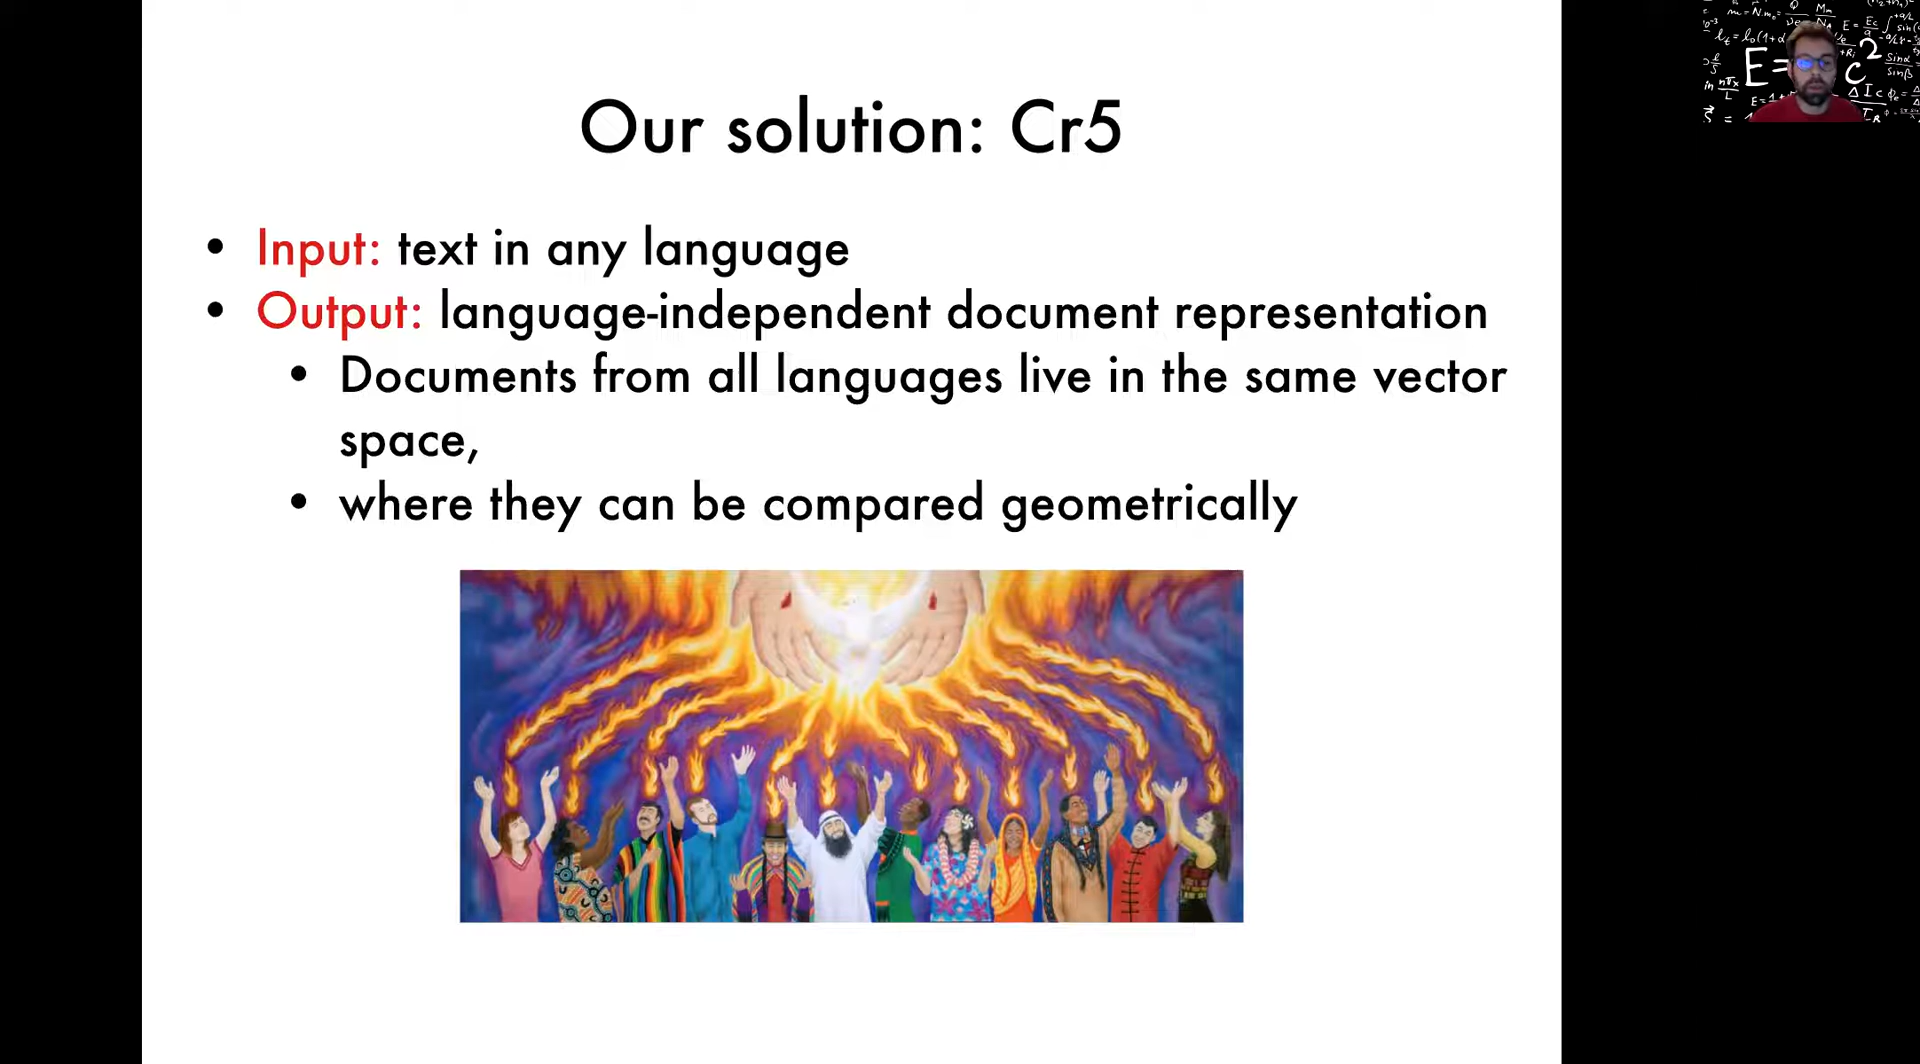 Our solution: Cr5
• Input: text in any language
• Output: language-independent document representation
• Documents from all languages live in the same vector
space,
• where they can be compared geometrically